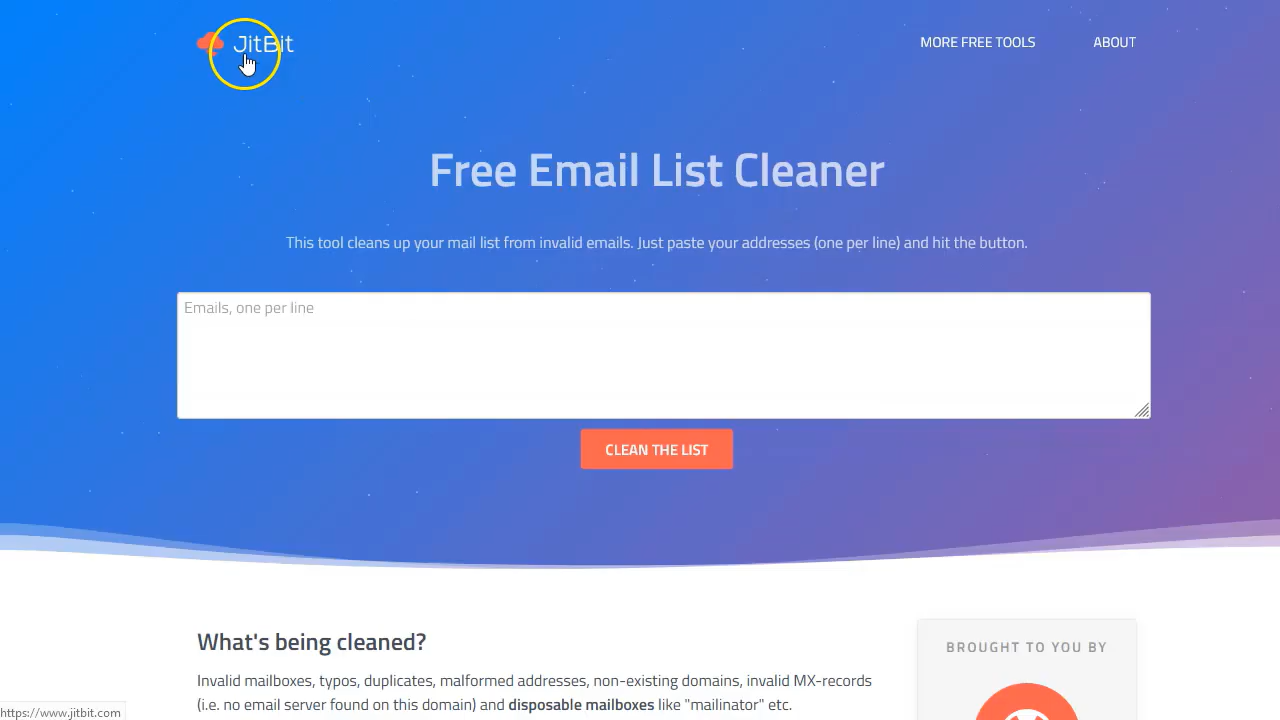 JitBit
MORE FREE TOOLS
ABOUT
Free Email List Cleaner
This tool cleans up your mail list from invalid emails. Just paste your addresses (one per line) and hit the button.
Emails, one per line
CLEAN THE LIST
What's being cleaned?
BROUGHT TO YOU BY
Invalid mailboxes, typos, duplicates, malformed addresses, non-existing domains, invalid MX-records
(i.e. no email server found on this domain) and disposable mailboxes like "mailinator" etc.
https://www.jitbit.com